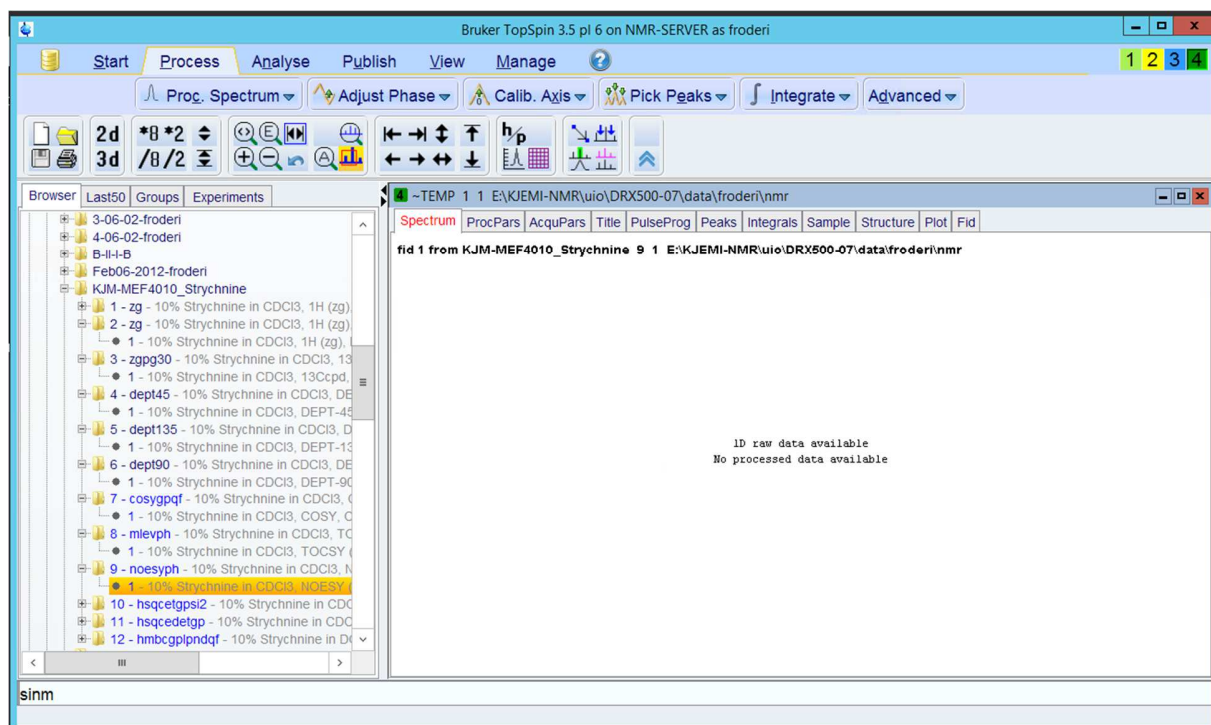 Bruker TopSpin 3.5 pl 6 on NMR-SERVER as froderi
Start Process Analyse Publish View Manage ? 1 2 3 4
Proc. Spectrum Adjust Phase Calib. Axis Pick Peaks ∫ Integrate Advanced
2d *8 *2 E h/p
3d /8 /2 A
Browser Last50 Groups Experiments
4 ~TEMP 1 1 E:\KJEMI-NMR\uio\DRX500-07\data\froderi\nmr
Spectrum ProcPars AcquPars Title PulseProg Peaks Integrals Sample Structure Plot Fid
fid 1 from KJM-MEF4010_Strychnine 9 1 E:\KJEMI-NMR\uio\DRX500-07\data\froderi\nmr
3-06-02-froderi
4-06-02-froderi
B-II-I-B
Feb06-2012-froderi
KJM-MEF4010_Strychnine
1 - zg - 10% Strychnine in CDCl3, 1H (zg),
2 - zg - 10% Strychnine in CDCl3, 1H (zg),
1 - 10% Strychnine in CDCl3, 1H (zg),
3 - zgpg30 - 10% Strychnine in CDCl3, 13
1 - 10% Strychnine in CDCl3, 13Ccpd,
4 - dept45 - 10% Strychnine in CDCl3, DE
1 - 10% Strychnine in CDCl3, DEPT-45
5 - dept135 - 10% Strychnine in CDCl3, D
1 - 10% Strychnine in CDCl3, DEPT-13
6 - dept90 - 10% Strychnine in CDCl3, DE
1 - 10% Strychnine in CDCl3, DEPT-90
7 - cosygpqf - 10% Strychnine in CDCl3, C
1 - 10% Strychnine in CDCl3, COSY, C
8 - mlevph - 10% Strychnine in CDCl3, TC
1 - 10% Strychnine in CDCl3, TOCSY (
9 - noesyph - 10% Strychnine in CDCl3, N
1 - 10% Strychnine in CDCl3, NOESY (
10 - hsqcetgpsi2 - 10% Strychnine in CDC
11 - hsqcedetgp - 10% Strychnine in CDC
12 - hmbcgplpndqf - 10% Strychnine in D
1D raw data available
No processed data available
sinm